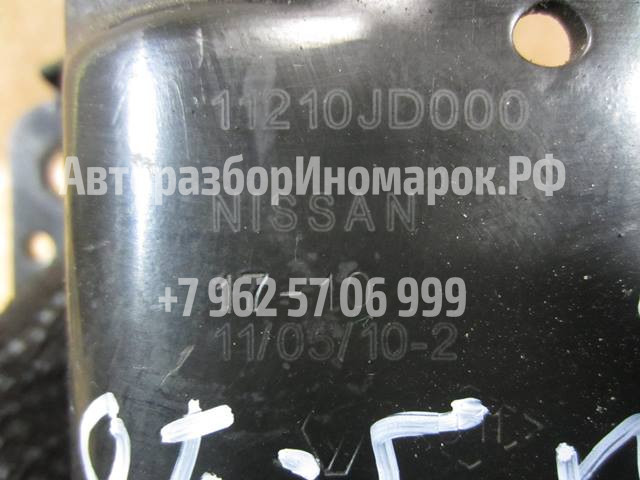 11210JD000
АвторазборИномарок.РФ
NISSAN
+7 962 57 06 999
11/05/10-2